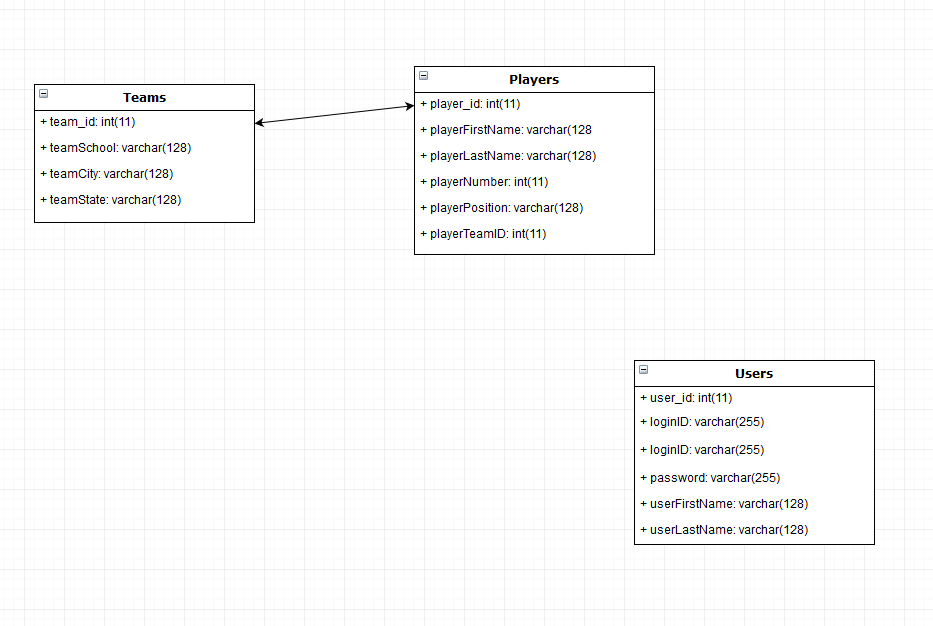 Teams
+ team_id: int(11)
+ teamSchool: varchar(128)
+ teamCity: varchar(128)
+ teamState: varchar(128)
Players
+ player_id: int(11)
+ playerFirstName: varchar(128
+ playerLastName: varchar(128)
+ playerNumber: int(11)
+ playerPosition: varchar(128)
+ playerTeamID: int(11)
Users
+ user_id: int(11)
+ loginID: varchar(255)
+ loginID: varchar(255)
+ password: varchar(255)
+ userFirstName: varchar(128)
+ userLastName: varchar(128)